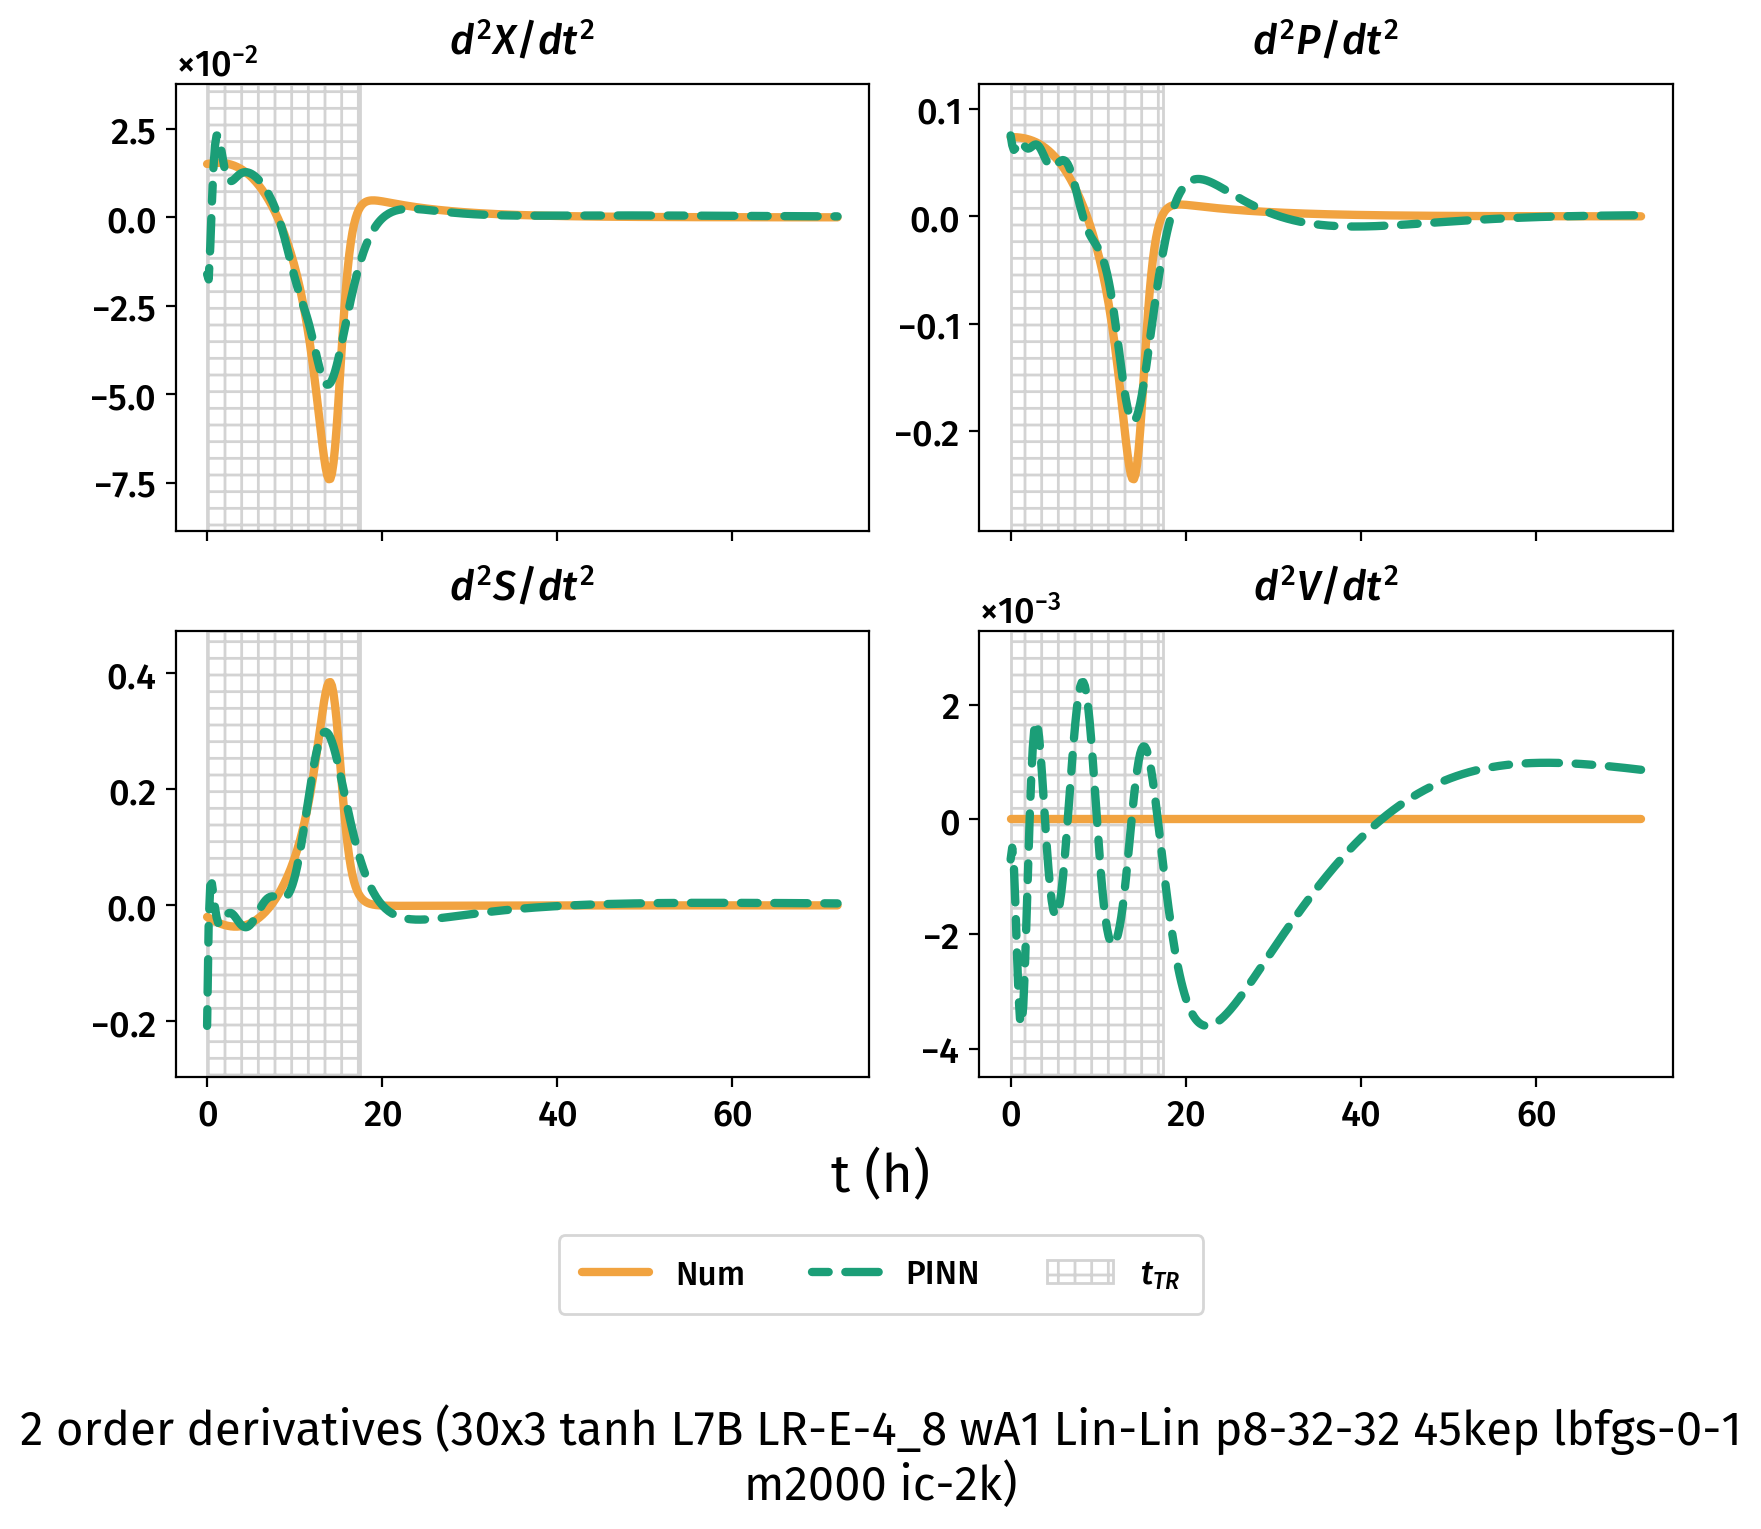 d²X/dt²
×10⁻²
2.5
0.0
−2.5
−5.0
−7.5
d²P/dt²
0.1
0.0
−0.1
−0.2
d²S/dt²
0.4
0.2
0.0
−0.2
0 20 40 60
d²V/dt²
×10⁻³
2
0
−2
−4
0 20 40 60
t (h)
Num PINN t_TR
2 order derivatives (30x3 tanh L7B LR-E-4_8 wA1 Lin-Lin p8-32-32 45kep lbfgs-0-1
m2000 ic-2k)